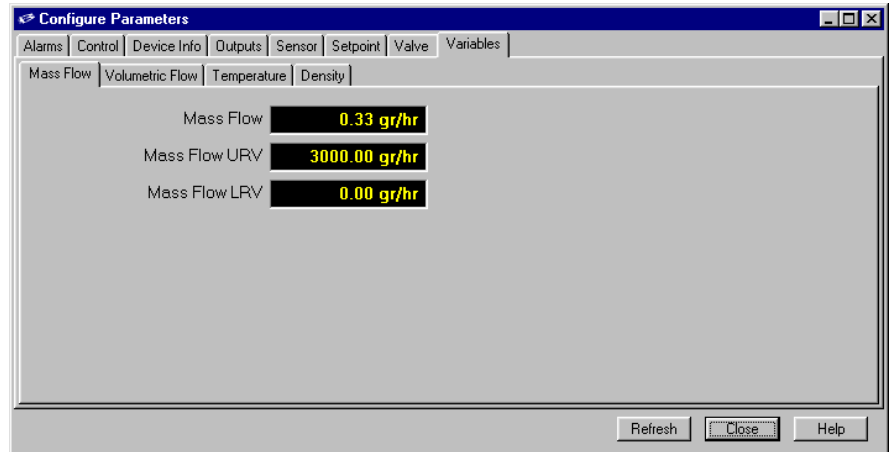 Configure Parameters
Alarms Control Device Info Outputs Sensor Setpoint Valve Variables
Mass Flow Volumetric Flow Temperature Density
Mass Flow 0.33 gr/hr
Mass Flow URV 3000.00 gr/hr
Mass Flow LRV 0.00 gr/hr
Refresh Close Help